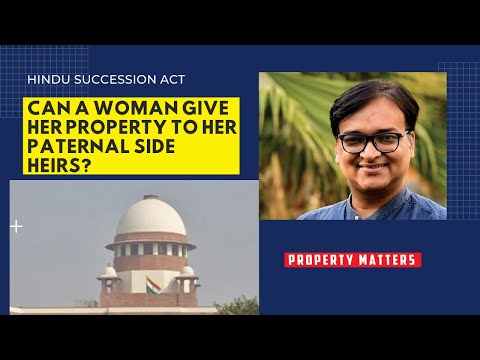 HINDU SUCCESSION ACT
CAN A WOMAN GIVE
HER PROPERTY TO HER
PATERNAL SIDE
HEIRS?
PROPERTY MATTERS